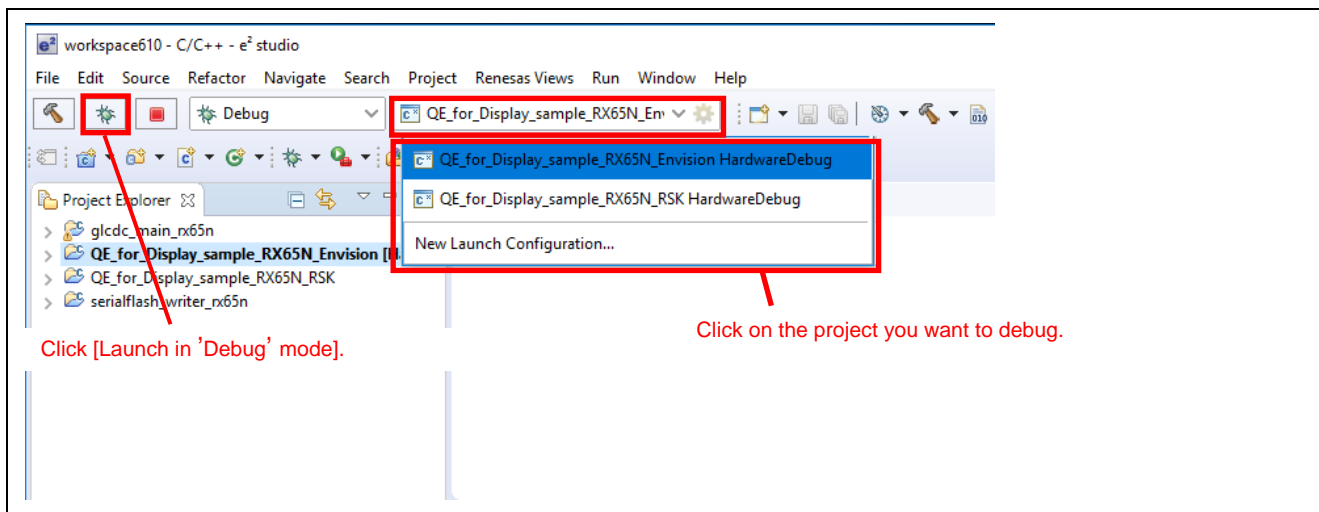 e² workspace610 - C/C++ - e² studio
File Edit Source Refactor Navigate Search Project Renesas Views Run Window Help
Debug QE_for_Display_sample_RX65N_Env
QE_for_Display_sample_RX65N_Envision HardwareDebug
QE_for_Display_sample_RX65N_RSK HardwareDebug
New Launch Configuration...
Project Explorer
glcdc_main_rx65n
QE_for_Display_sample_RX65N_Envision [H
QE_for_Display_sample_RX65N_RSK
serialflash_writer_rx65n
Click [Launch in 'Debug' mode].
Click on the project you want to debug.